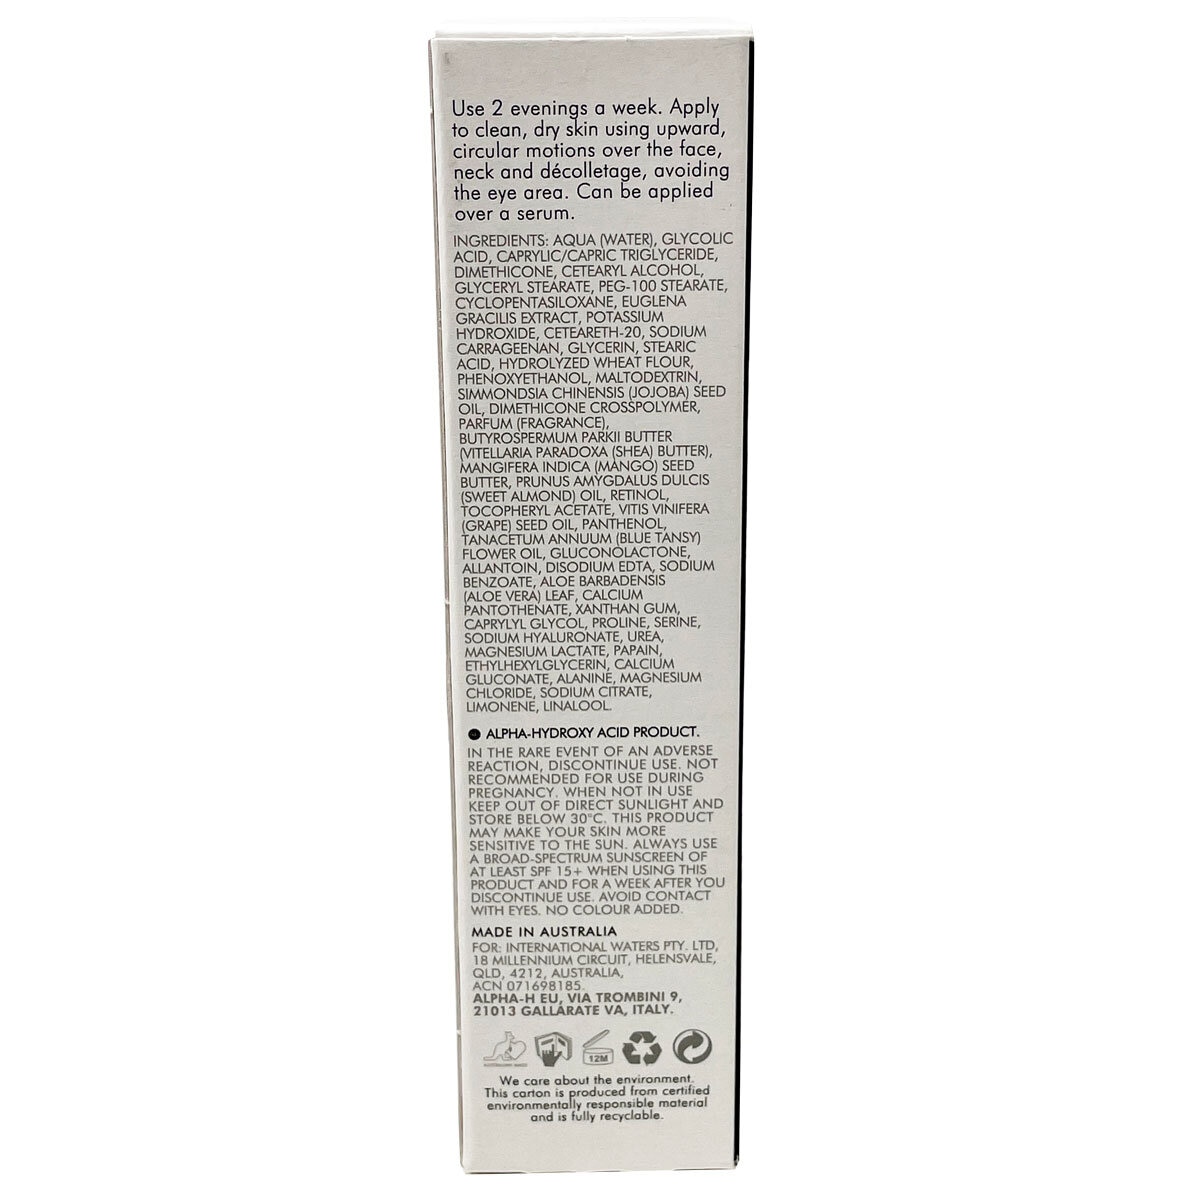 Use 2 evenings a week. Apply
to clean, dry skin using upward,
circular motions over the face,
neck and décolletage, avoiding
the eye area. Can be applied
over a serum.
INGREDIENTS: AQUA (WATER), GLYCOLIC
ACID, CAPRYLIC/CAPRIC TRIGLYCERIDE,
DIMETHICONE, CETEARYL ALCOHOL,
GLYCERYL STEARATE, PEG-100 STEARATE,
CYCLOPENTASILOXANE, EUGLENA
GRACILIS EXTRACT, POTASSIUM
HYDROXIDE, CETEARETH-20, SODIUM
CARRAGEENAN, GLYCERIN, STEARIC
ACID, HYDROLYZED WHEAT FLOUR,
PHENOXYETHANOL, MALTODEXTRIN,
SIMMONDSIA CHINENSIS (JOJOBA) SEED
OIL, DIMETHICONE CROSSPOLYMER,
PARFUM (FRAGRANCE),
BUTYROSPERMUM PARKII BUTTER
(VITELLARIA PARADOXA (SHEA) BUTTER),
MANGIFERA INDICA (MANGO) SEED
BUTTER, PRUNUS AMYGDALUS DULCIS
(SWEET ALMOND) OIL, RETINOL,
TOCOPHERYL ACETATE, VITIS VINIFERA
(GRAPE) SEED OIL, PANTHENOL,
TANACETUM ANNUUM (BLUE TANSY)
FLOWER OIL, GLUCONOLACTONE,
ALLANTOIN, DISODIUM EDTA, SODIUM
BENZOATE, ALOE BARBADENSIS
(ALOE VERA) LEAF, CALCIUM
PANTOTHENATE, XANTHAN GUM,
CAPRYLYL GLYCOL, PROLINE, SERINE,
SODIUM HYALURONATE, UREA,
MAGNESIUM LACTATE, PAPAIN,
ETHYLHEXYLGLYCERIN, CALCIUM
GLUCONATE, ALANINE, MAGNESIUM
CHLORIDE, SODIUM CITRATE,
LIMONENE, LINALOOL.
ALPHA-HYDROXY ACID PRODUCT.
IN THE RARE EVENT OF AN ADVERSE
REACTION, DISCONTINUE USE. NOT
RECOMMENDED FOR USE DURING
PREGNANCY. WHEN NOT IN USE
KEEP OUT OF DIRECT SUNLIGHT AND
STORE BELOW 30°C. THIS PRODUCT
MAY MAKE YOUR SKIN MORE
SENSITIVE TO THE SUN. ALWAYS USE
A BROAD-SPECTRUM SUNSCREEN OF
AT LEAST SPF 15+ WHEN USING THIS
PRODUCT AND FOR A WEEK AFTER YOU
DISCONTINUE USE. AVOID CONTACT
WITH EYES. NO COLOUR ADDED.
MADE IN AUSTRALIA
FOR: INTERNATIONAL WATERS PTY. LTD,
18 MILLENNIUM CIRCUIT, HELENSVALE,
QLD, 4212, AUSTRALIA,
ACN 071698185.
ALPHA-H EU, VIA TROMBINI 9,
21013 GALLARATE VA, ITALY.
12M
We care about the environment.
This carton is produced from certified
environmentally responsible material
and is fully recyclable.